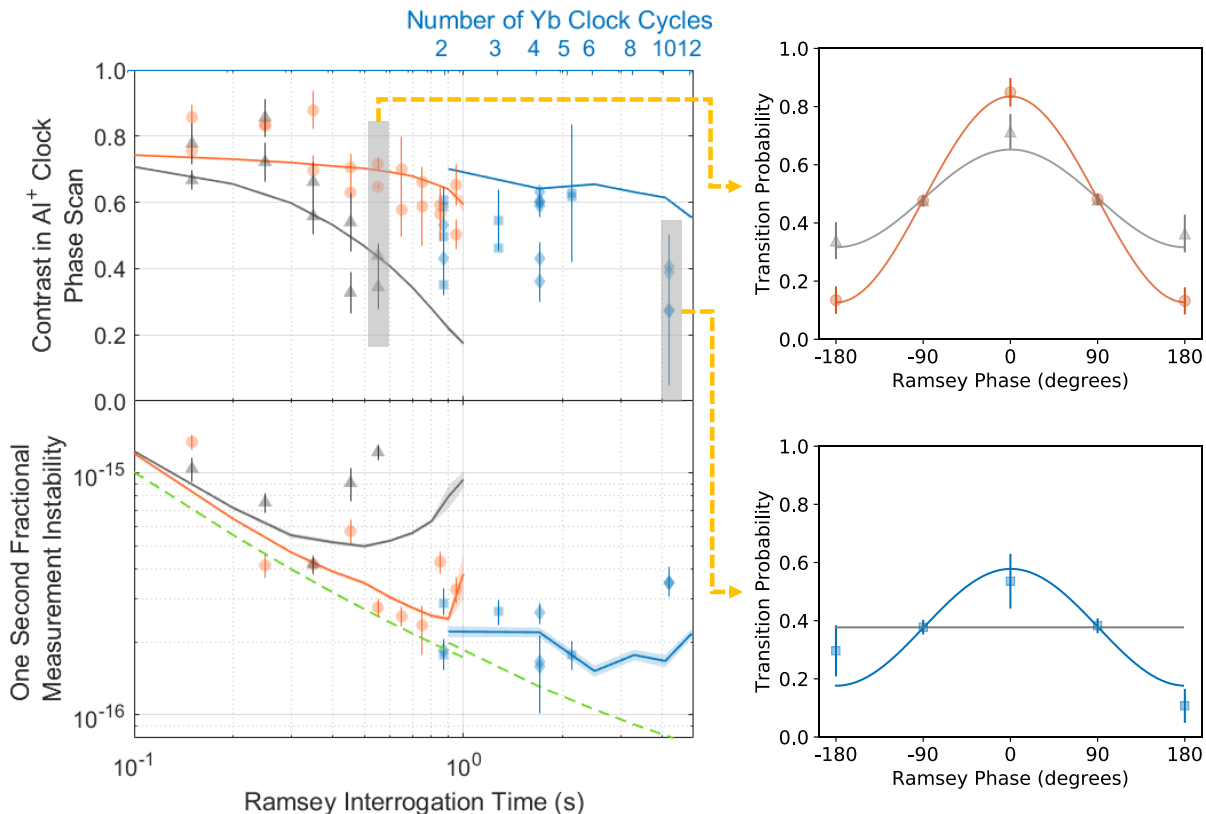 Number of Yb Clock Cycles
2 3 4 5 6 8 10 12
Contrast in Al+ Clock
Phase Scan
1.0
0.8
0.6
0.4
0.2
0.0
One Second Fractional
Measurement Instability
10-15
10-16
10-1 100
Ramsey Interrogation Time (s)
Transition Probability
1.0
0.8
0.6
0.4
0.2
0.0
-180 -90 0 90 180
Ramsey Phase (degrees)
Transition Probability
1.0
0.8
0.6
0.4
0.2
0.0
-180 -90 0 90 180
Ramsey Phase (degrees)